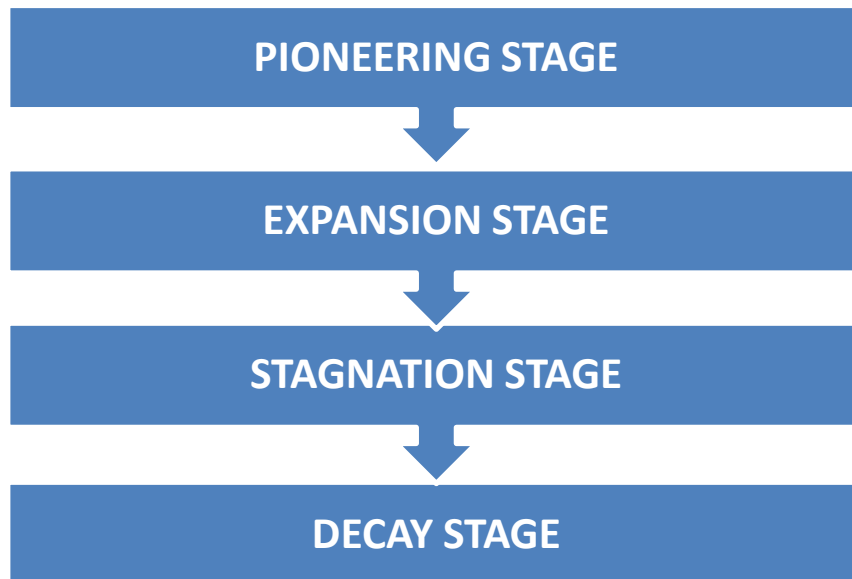 PIONEERING STAGE
EXPANSION STAGE
STAGNATION STAGE
DECAY STAGE